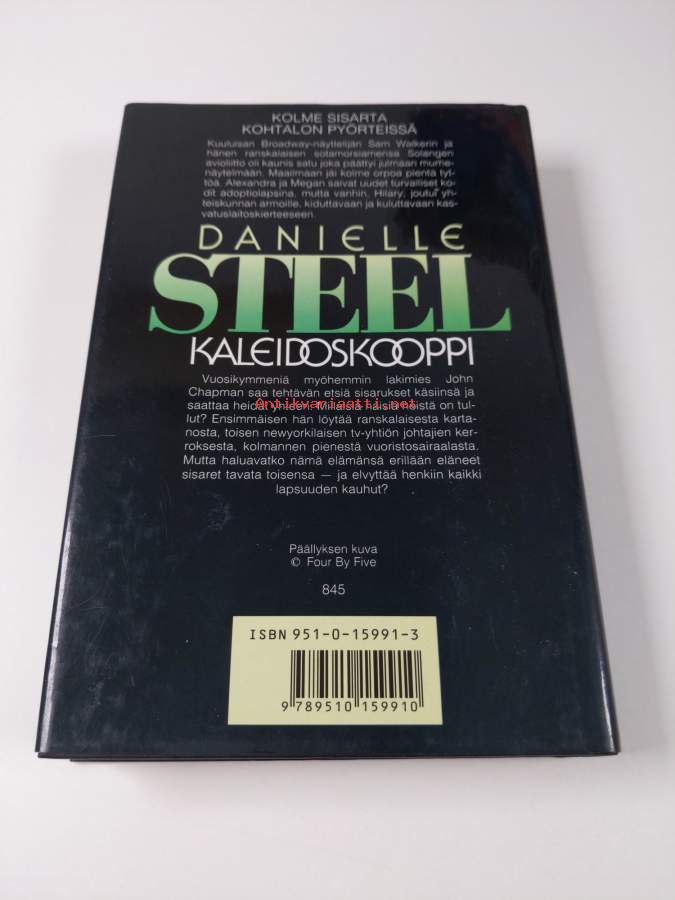 KOLME SISARTA
KOHTALON PYÖRTEISSÄ
Kuuluisan Broadway-näyttelijän Sam Walkerin ja
hänen ranskalaisen sotamorsiamensa Solangen
avioliitto oli kaunis satu joka päättyi julmaan murhe-
näytelmään. Maailmaan jäi kolme orpoa pientä tyt-
töä. Alexandra ja Megan saivat uudet turvalliset ko-
dit adoptiolapsina, mutta vanhin, Hilary, joutui yh-
teiskunnan armoille, kiduttavaan ja kuluttavaan kas-
vatuslaitoskierteeseen.
DANIELLE
STEEL
KALEIDOSKOOPPI
Vuosikymmeniä myöhemmin lakimies John
Chapman saa tehtävän etsiä sisarukset käsiinsä ja
saattaa heidät yhteen. Millaisia naisia heistä on tul-
Antiikvariaatti.net
lut? Ensimmäisen hän löytää ranskalaisesta karta-
nosta, toisen newyorkilaisen tv-yhtiön johtajien ker-
roksesta, kolmannen pienestä vuoristosairaalasta.
Mutta haluavatko nämä elämänsä erillään eläneet
sisaret tavata toisensa — ja elvyttää henkiin kaikki
lapsuuden kauhut?
Päällyksen kuva
© Four By Five
845
ISBN 951-0-15991-3
9 789510 159910